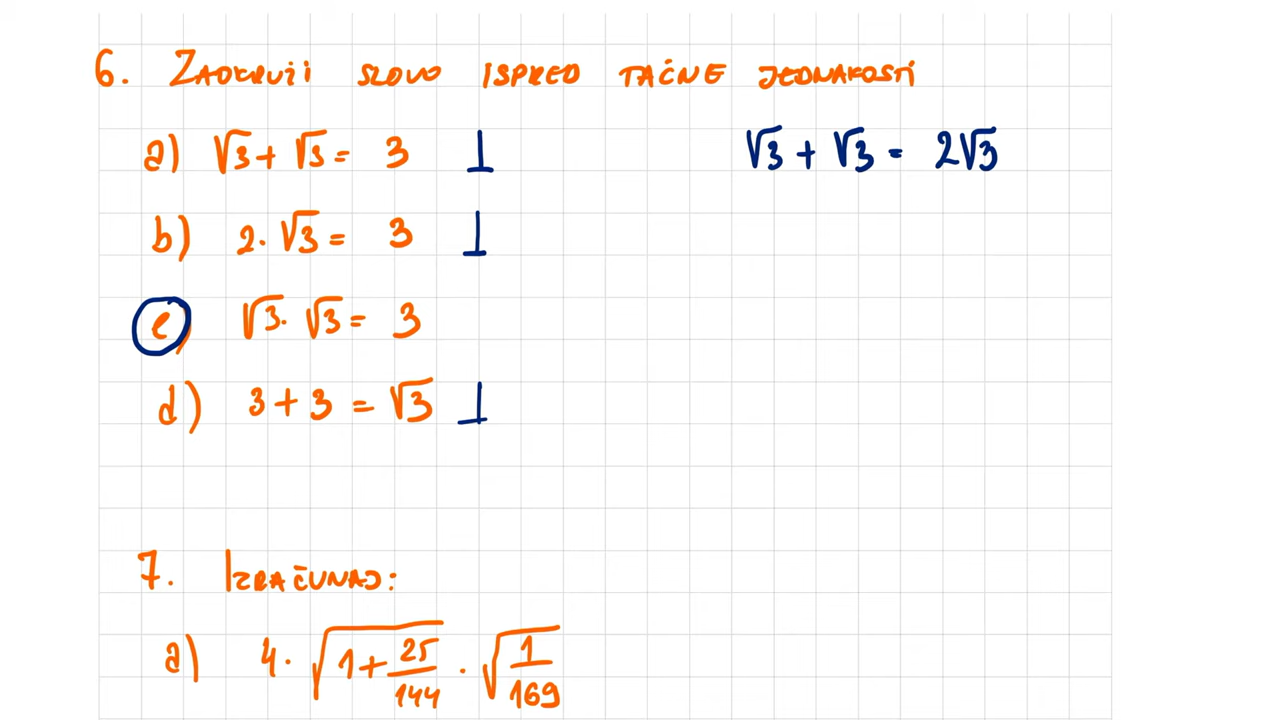 6. ZAOKRUŽI SLOVO ISPRED TAČNE JEDNAKOSTI
a) √3 + √3 = 3 ⊥ √3 + √3 = 2√3
b) 2 · √3 = 3 ⊥
c) √3 · √3 = 3
d) 3 + 3 = √3 ⊥
7. IZRAČUNAJ:
a) 4 · √(1 + 25/144) · √(1/169)